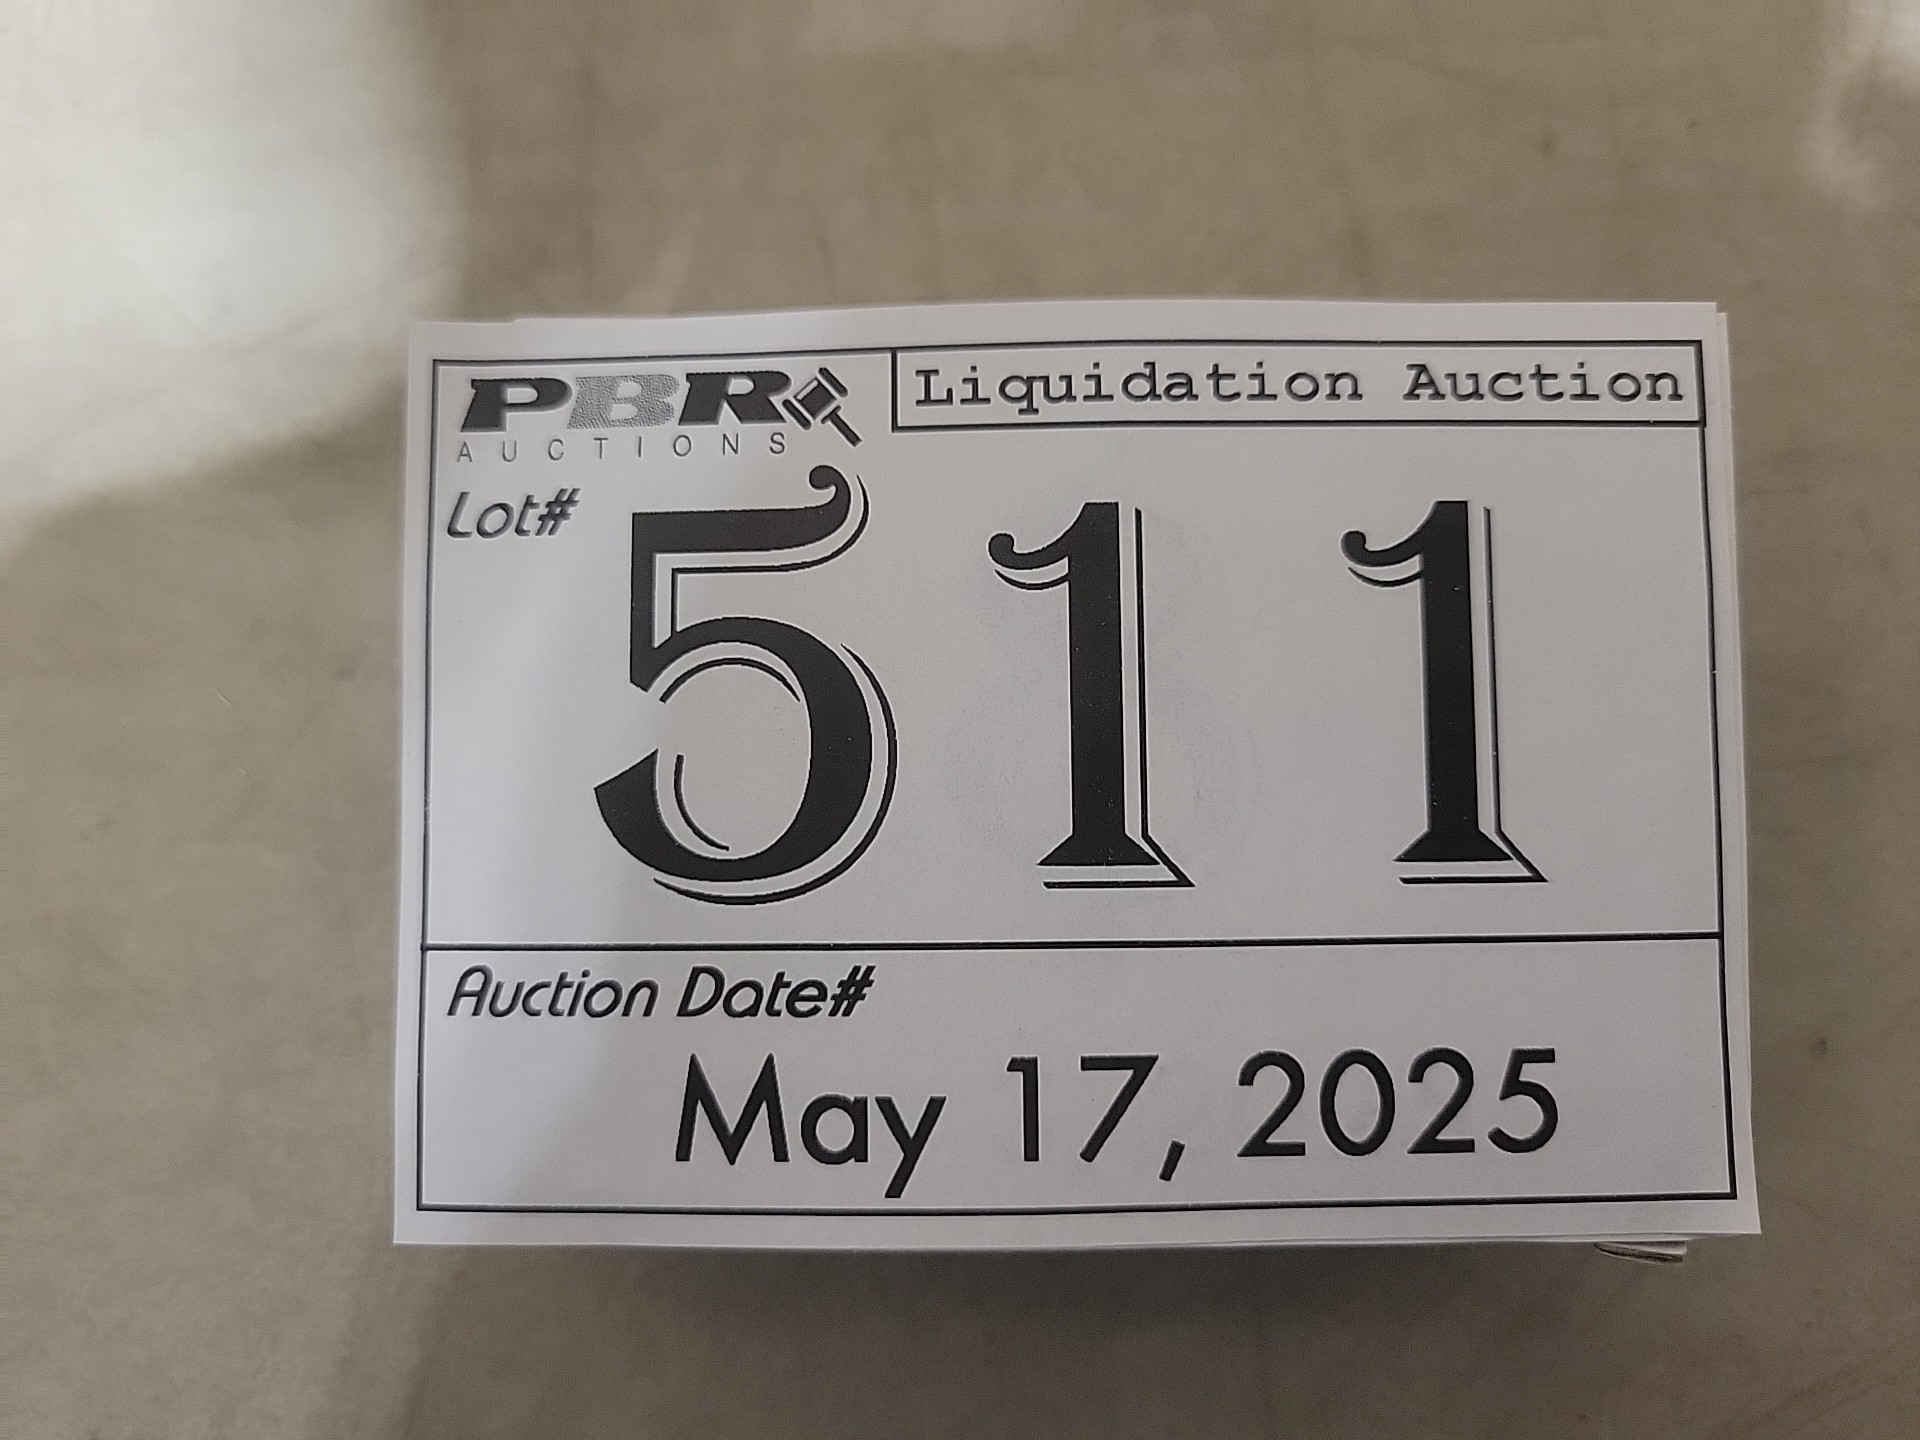 PBR
AUCTIONS
Liquidation Auction
Lot#
511
Auction Date#
May 17, 2025